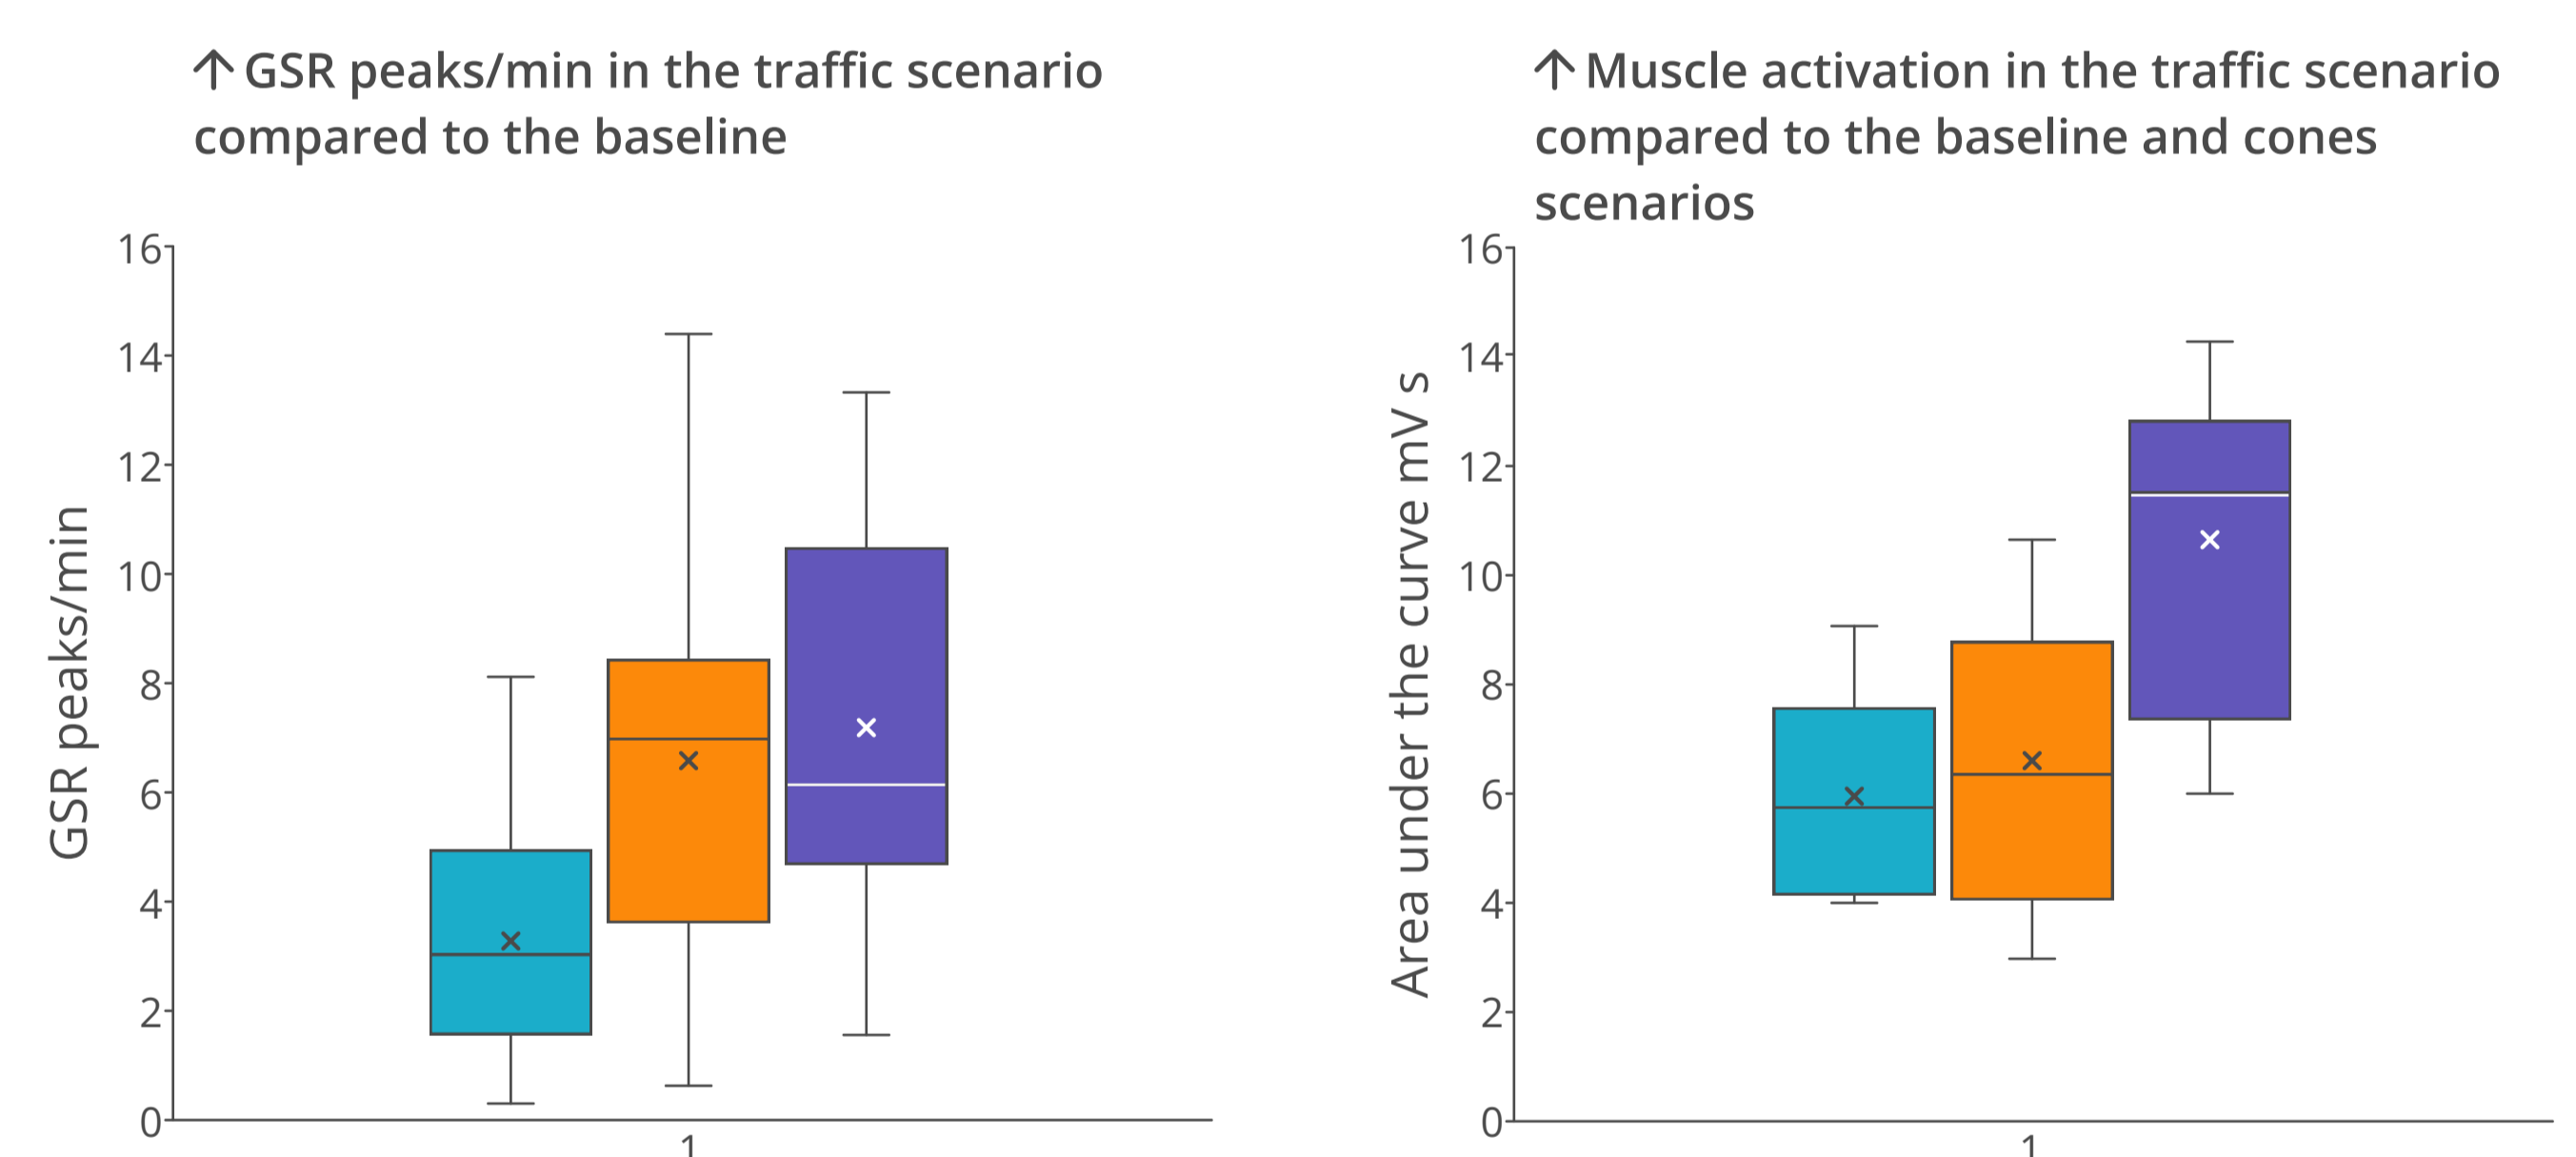 ↑ GSR peaks/min in the traffic scenario
compared to the baseline
16
14
12
10
8
6
4
2
0
GSR peaks/min
1
↑ Muscle activation in the traffic scenario
compared to the baseline and cones
scenarios
16
14
12
10
8
6
4
2
0
Area under the curve mV s
1